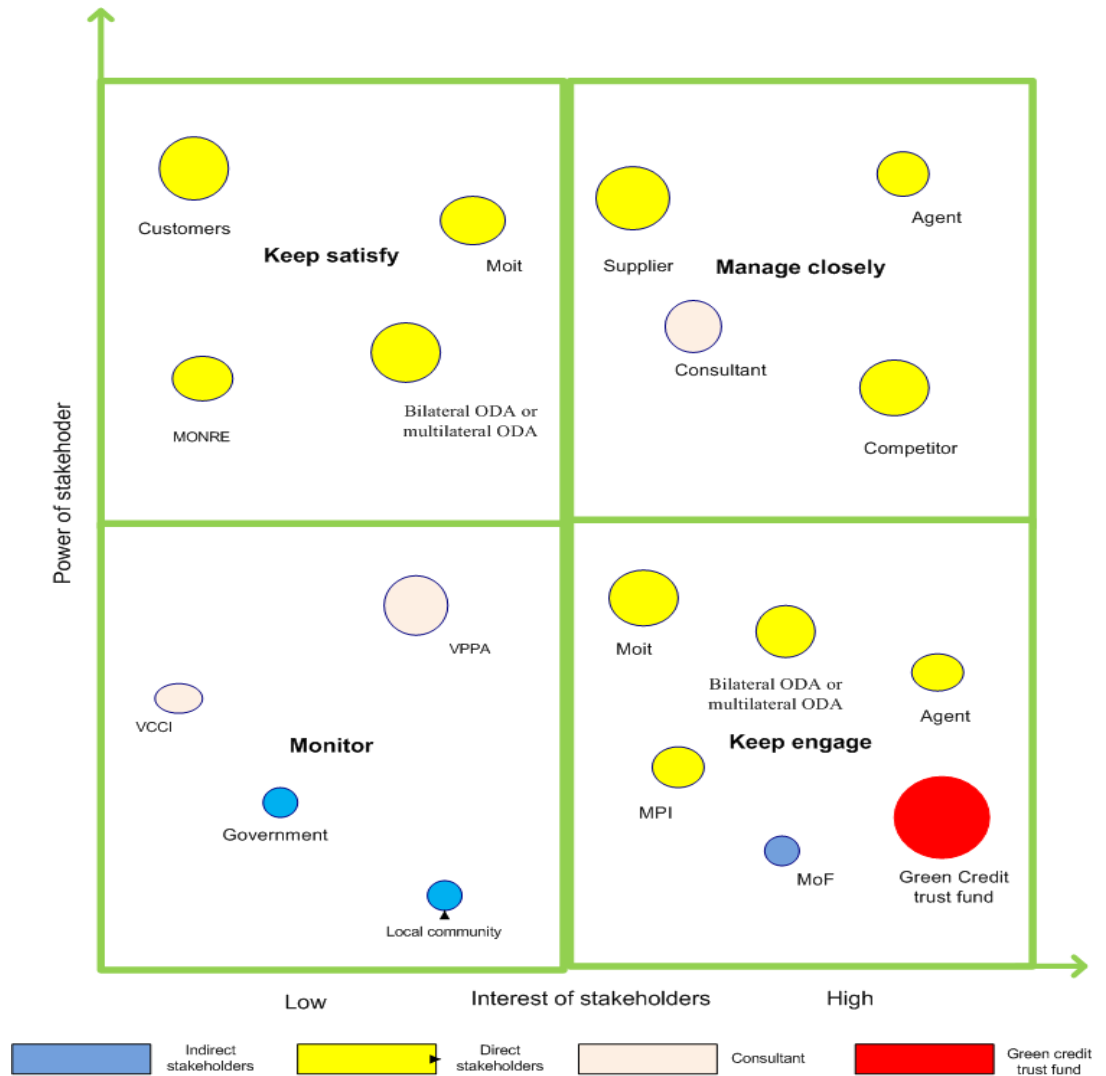 Customers
Keep satisfy
Moit
MONRE
Bilateral ODA or
multilateral ODA
Supplier
Manage closely
Agent
Consultant
Competitor
Power of stakehoder
VPPA
VCCI
Monitor
Government
Local community
Moit
Bilateral ODA or
multilateral ODA
Agent
Keep engage
MPI
MoF
Green Credit
trust fund
Low
Interest of stakeholders
High
Indirect
stakeholders
Direct
stakeholders
Consultant
Green credit
trust fund